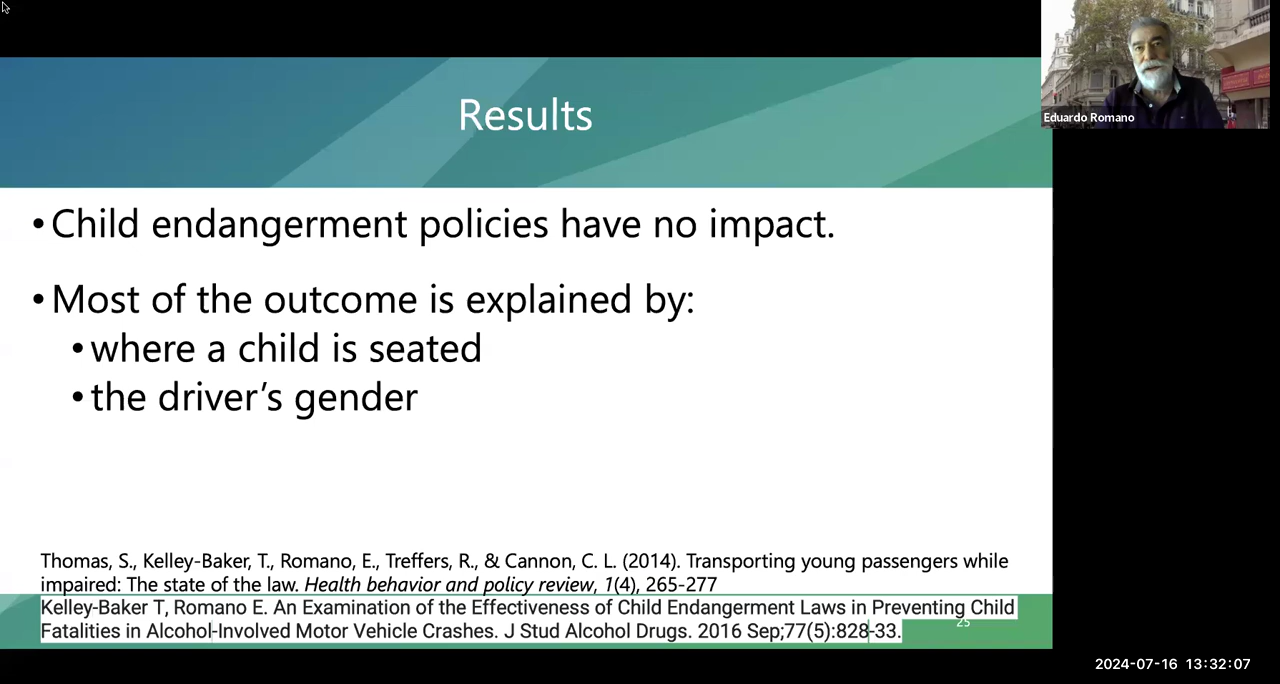 Results
Eduardo Romano
• Child endangerment policies have no impact.
• Most of the outcome is explained by:
• where a child is seated
• the driver’s gender
Thomas, S., Kelley-Baker, T., Romano, E., Treffers, R., & Cannon, C. L. (2014). Transporting young passengers while
impaired: The state of the law. Health behavior and policy review, 1(4), 265-277
Kelley-Baker T, Romano E. An Examination of the Effectiveness of Child Endangerment Laws in Preventing Child
Fatalities in Alcohol-Involved Motor Vehicle Crashes. J Stud Alcohol Drugs. 2016 Sep;77(5):828-33.
25
2024-07-16 13:32:07